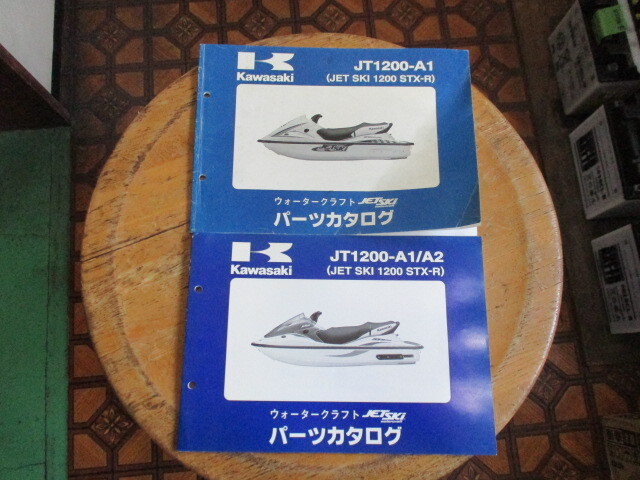 Kawasaki
JT1200-A1
(JET SKI 1200 STX-R)
JET SKI
ウォータークラフト JET SKI
パーツカタログ
Kawasaki
JT1200-A1/A2
(JET SKI 1200 STX-R)
ウォータークラフト JET SKI
パーツカタログ